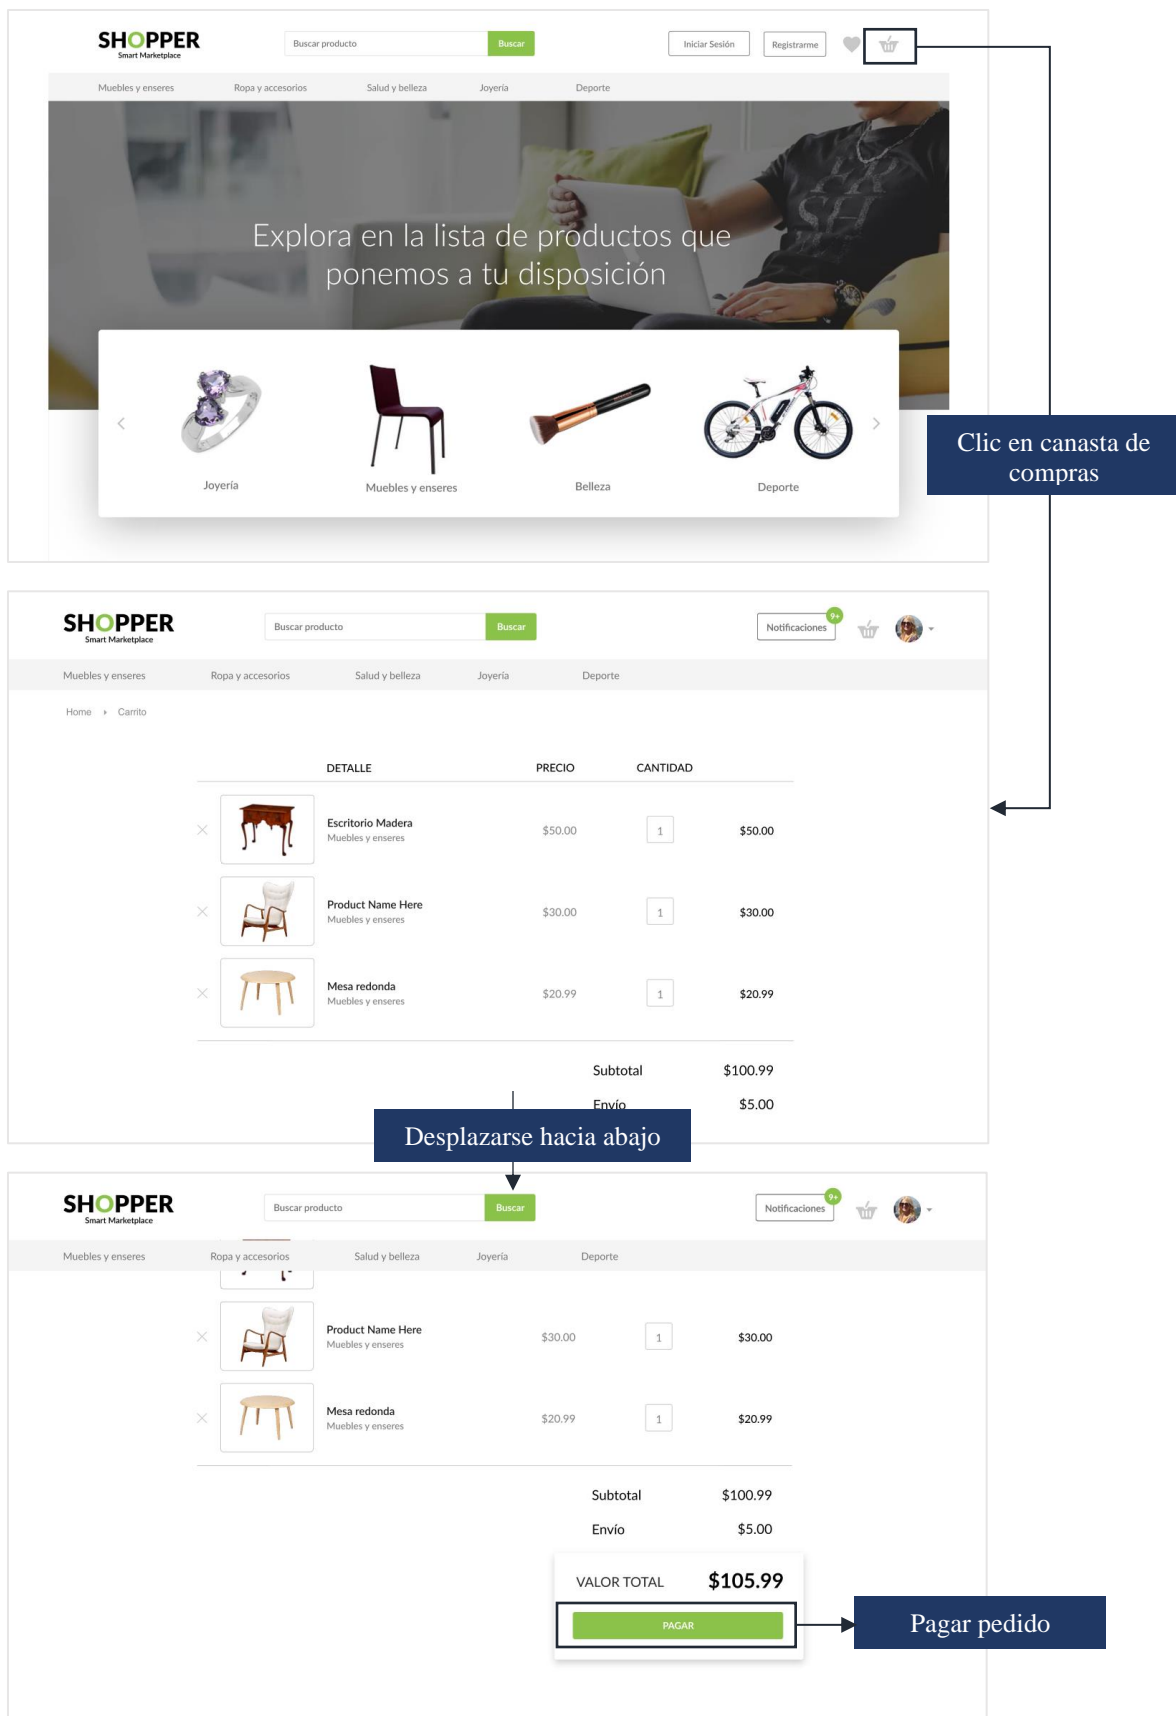 SHOPPER
Smart Marketplace
Buscar producto
Buscar
Iniciar Sesión
Registrarme
Muebles y enseres
Ropa y accesorios
Salud y belleza
Joyería
Deporte
Explora en la lista de productos que
ponemos a tu disposición
Joyería
Muebles y enseres
Belleza
Deporte
Clic en canasta de
compras
SHOPPER
Smart Marketplace
Buscar producto
Buscar
Notificaciones
9+
Muebles y enseres
Ropa y accesorios
Salud y belleza
Joyería
Deporte
Home
Carrito
DETALLE
PRECIO
CANTIDAD
Escritorio Madera
Muebles y enseres
$50.00
1
$50.00
Product Name Here
Muebles y enseres
$30.00
1
$30.00
Mesa redonda
Muebles y enseres
$20.99
1
$20.99
Subtotal
$100.99
Envío
$5.00
Desplazarse hacia abajo
SHOPPER
Smart Marketplace
Buscar producto
Buscar
Notificaciones
9+
Muebles y enseres
Ropa y accesorios
Salud y belleza
Joyería
Deporte
Product Name Here
Muebles y enseres
$30.00
1
$30.00
Mesa redonda
Muebles y enseres
$20.99
1
$20.99
Subtotal
$100.99
Envío
$5.00
VALOR TOTAL
$105.99
PAGAR
Pagar pedido